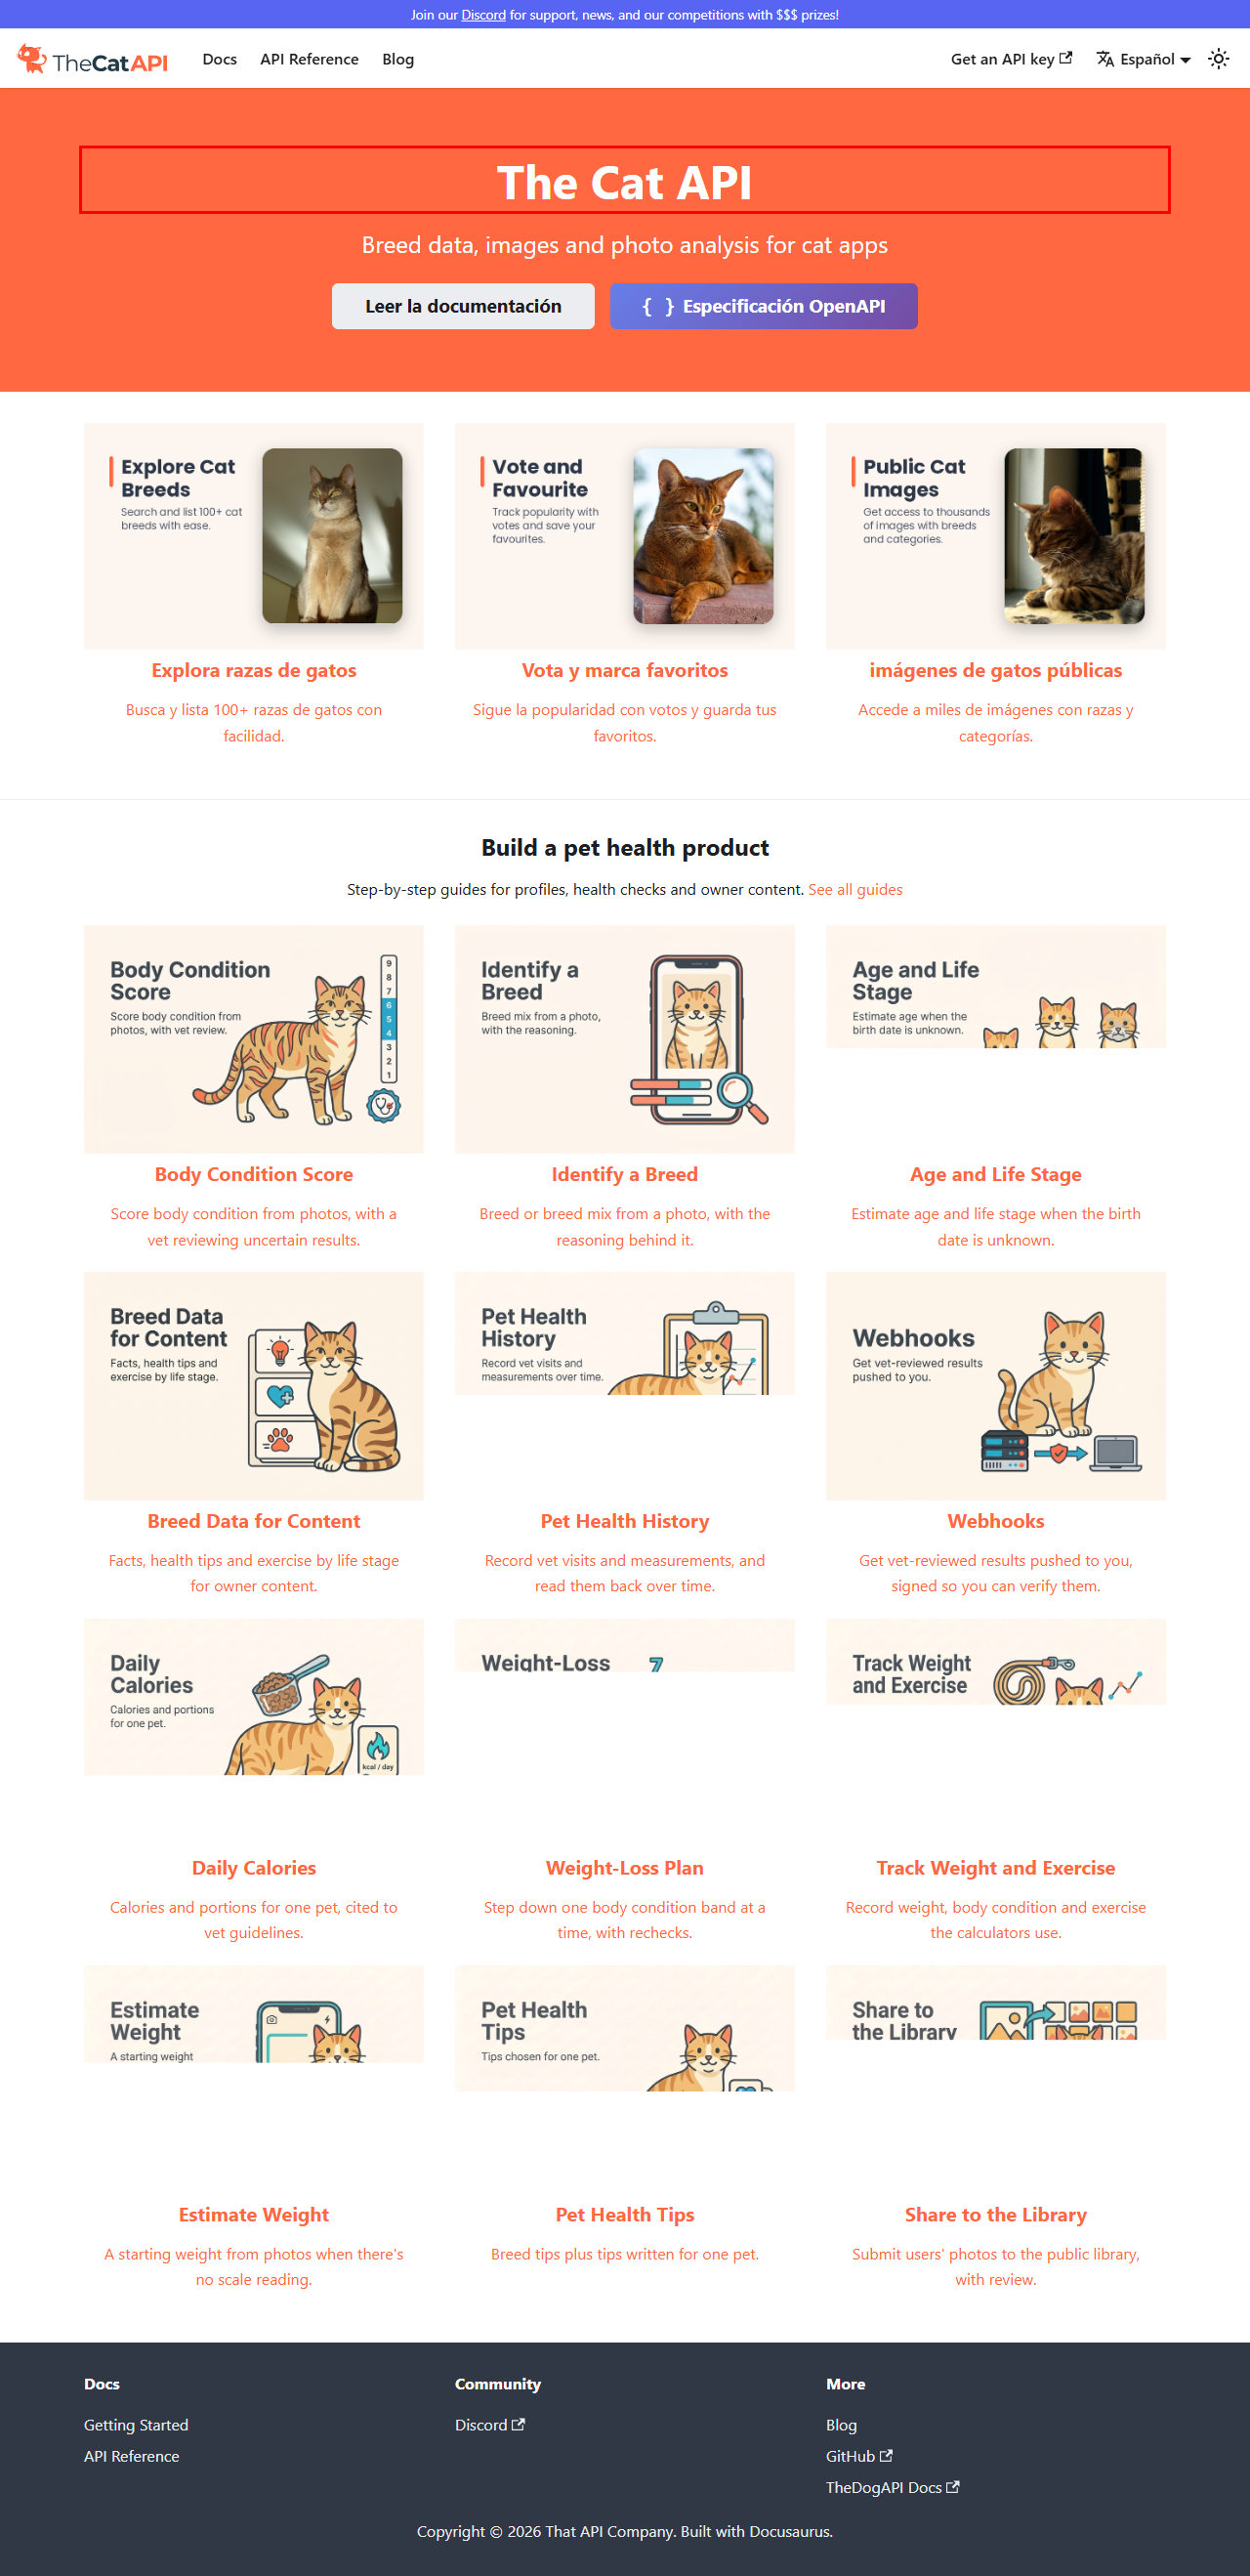 Join our Discord for support, news, and our competitions with $$$ prizes!
TheCatAPI
Docs
API Reference
Blog
Get an API key
Español
The Cat API
Breed data, images and photo analysis for cat apps
Leer la documentación
{ } Especificación OpenAPI
Explore Cat
Breeds
Search and list 100+ cat
breeds with ease.
Vote and
Favourite
Track popularity with
votes and save your
favourites.
Public Cat
Images
Get access to thousands
of images with breeds
and categories.
Explora razas de gatos
Busca y lista 100+ razas de gatos con
facilidad.
Vota y marca favoritos
Sigue la popularidad con votos y guarda tus
favoritos.
imágenes de gatos públicas
Accede a miles de imágenes con razas y
categorías.
Build a pet health product
Step-by-step guides for profiles, health checks and owner content. See all guides
Body Condition
Score
Score body condition from
photos, with vet review.
9
8
7
6
5
4
3
2
1
Identify a
Breed
Breed mix from a photo,
with the reasoning.
Age and Life
Stage
Estimate age when the
birth date is unknown.
Body Condition Score
Score body condition from photos, with a
vet reviewing uncertain results.
Identify a Breed
Breed or breed mix from a photo, with the
reasoning behind it.
Age and Life Stage
Estimate age and life stage when the birth
date is unknown.
Breed Data
for Content
Facts, health tips and
exercise by life stage.
Pet Health
History
Record vet visits and
measurements over time.
Webhooks
Get vet-reviewed results
pushed to you.
Breed Data for Content
Facts, health tips and exercise by life stage
for owner content.
Pet Health History
Record vet visits and measurements, and
read them back over time.
Webhooks
Get vet-reviewed results pushed to you,
signed so you can verify them.
Daily
Calories
Calories and portions
for one pet.
kcal / day
Weight-Loss
7
Track Weight
and Exercise
Daily Calories
Calories and portions for one pet, cited to
vet guidelines.
Weight-Loss Plan
Step down one body condition band at a
time, with rechecks.
Track Weight and Exercise
Record weight, body condition and exercise
the calculators use.
Estimate
Weight
A starting weight
Pet Health
Tips
Tips chosen for one pet.
Share to
the Library
Estimate Weight
A starting weight from photos when there's
no scale reading.
Pet Health Tips
Breed tips plus tips written for one pet.
Share to the Library
Submit users' photos to the public library,
with review.
Docs
Getting Started
API Reference
Community
Discord
More
Blog
GitHub
TheDogAPI Docs
Copyright © 2026 That API Company. Built with Docusaurus.